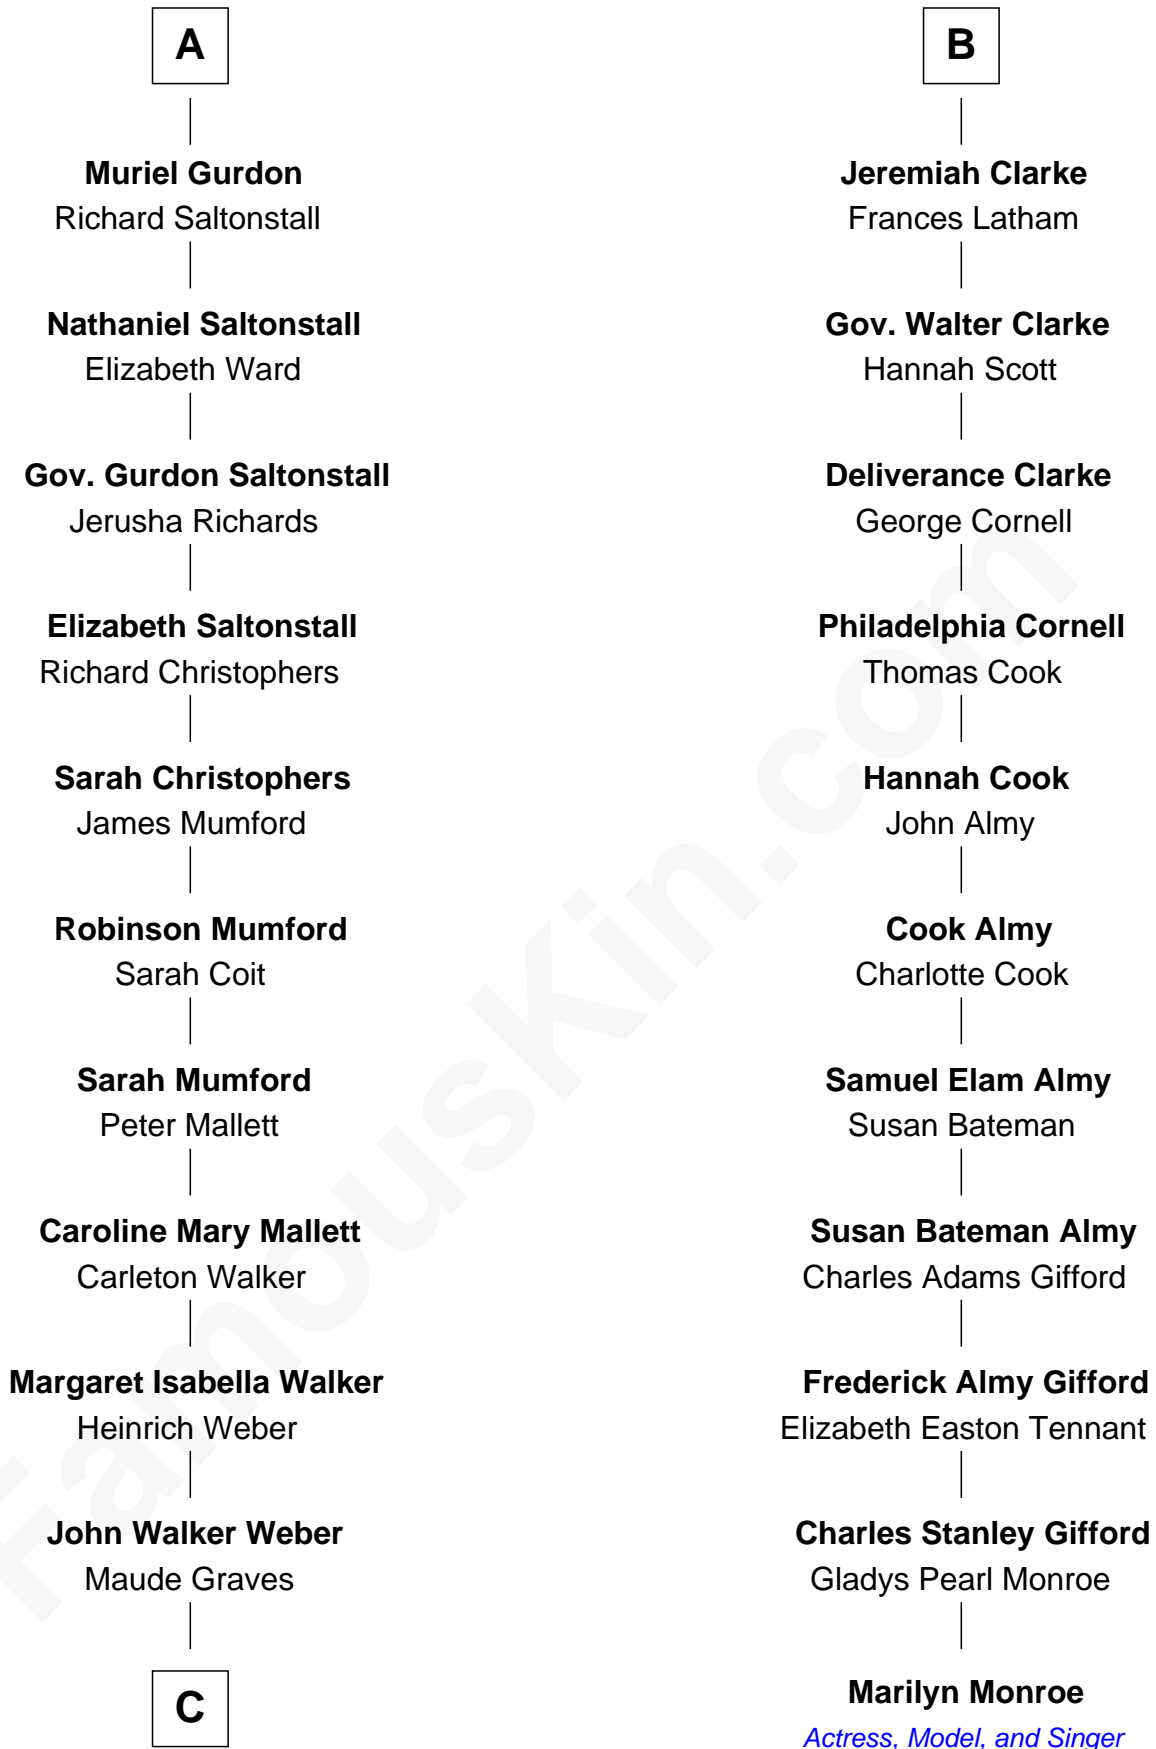 A
Muriel Gurdon
Richard Saltonstall
Nathaniel Saltonstall
Elizabeth Ward
Gov. Gurdon Saltonstall
Jerusha Richards
Elizabeth Saltonstall
Richard Christophers
Sarah Christophers
James Mumford
Robinson Mumford
Sarah Coit
Sarah Mumford
Peter Mallett
Caroline Mary Mallett
Carleton Walker
Margaret Isabella Walker
Heinrich Weber
John Walker Weber
Maude Graves
C
B
Jeremiah Clarke
Frances Latham
Gov. Walter Clarke
Hannah Scott
Deliverance Clarke
George Cornell
Philadelphia Cornell
Thomas Cook
Hannah Cook
John Almy
Cook Almy
Charlotte Cook
Samuel Elam Almy
Susan Bateman
Susan Bateman Almy
Charles Adams Gifford
Frederick Almy Gifford
Elizabeth Easton Tennant
Charles Stanley Gifford
Gladys Pearl Monroe
Marilyn Monroe
Actress, Model, and Singer
FamousKin.com